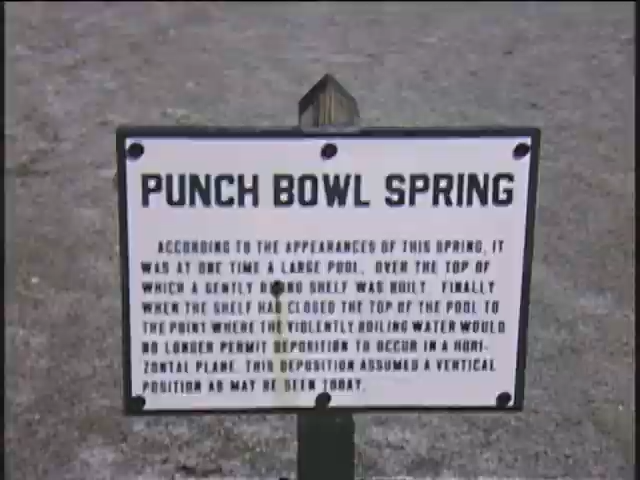 PUNCH BOWL SPRING
ACCORDING TO THE APPEARANCES OF THIS SPRING, IT
WAS AT ONE TIME A LARGE POOL, OVER THE TOP OF
WHICH A GENTLY SHELF WAS BUILT. FINALLY
WHEN THE SHELF HAD CLOSED THE TOP OF THE POOL TO
THE POINT WHERE THE VIOLENTLY BOILING WATER WOULD
NO LONGER PERMIT DEPOSITION TO OCCUR IN A HORI-
ZONTAL PLANE, THIS DEPOSITION ASSUMED A VERTICAL
POSITION AS MAY BE SEEN TODAY.